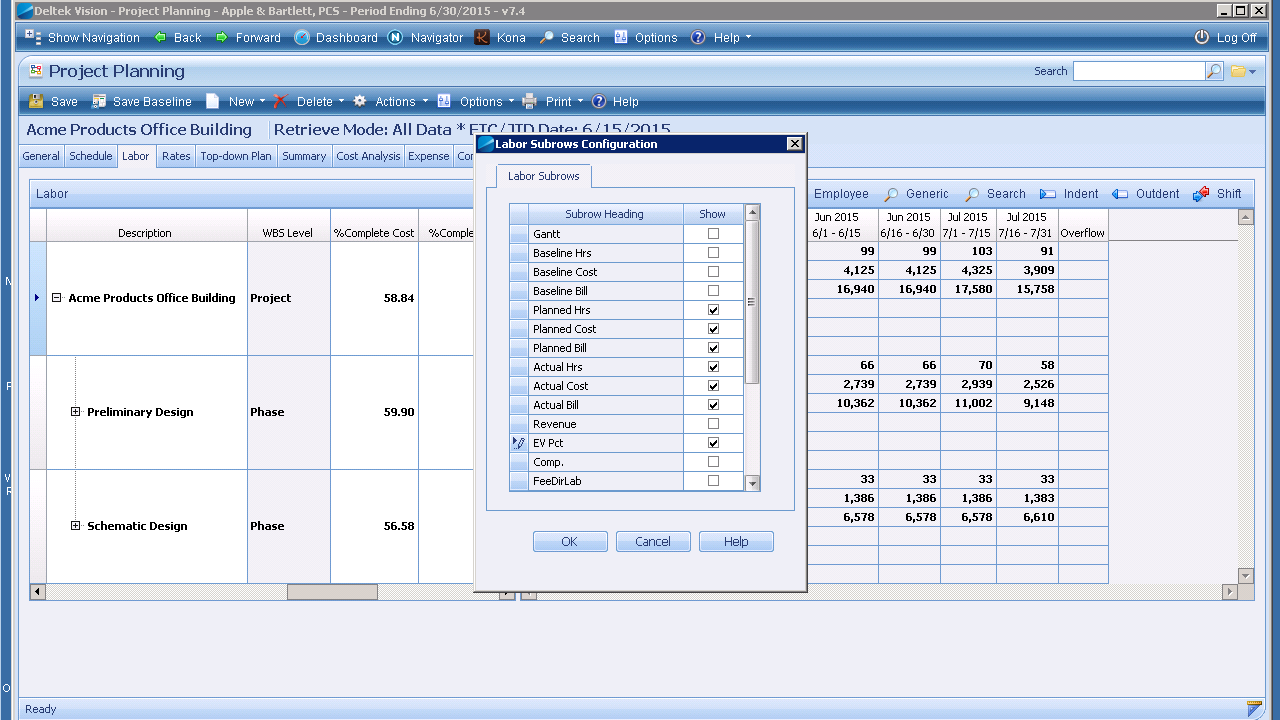 Deltek Vision - Project Planning - Apple & Bartlett, PCS - Period Ending 6/30/2015 - v7.4
Show Navigation Back Forward Dashboard Navigator Kona Search Options Help Log Off
Project Planning Search
Save Save Baseline New Delete Actions Options Print Help
Acme Products Office Building Retrieve Mode: All Data * ETC/JTD Date: 6/15/2015
General Schedule Labor Rates Top-down Plan Summary Cost Analysis Expense Co
Labor Employee Generic Search Indent Outdent Shift
Description WBS Level %Complete Cost %Comple
Jun 2015 Jun 2015 Jul 2015 Jul 2015
6/1 - 6/15 6/16 - 6/30 7/1 - 7/15 7/16 - 7/31 Overflow
Acme Products Office Building Project 58.84
99 99 103 91
4,125 4,125 4,325 3,909
16,940 16,940 17,580 15,758
Preliminary Design Phase 59.90
66 66 70 58
2,739 2,739 2,939 2,526
10,362 10,362 11,002 9,148
Schematic Design Phase 56.58
33 33 33 33
1,386 1,386 1,386 1,383
6,578 6,578 6,578 6,610
Labor Subrows Configuration
Labor Subrows
Subrow Heading Show
Gantt
Baseline Hrs
Baseline Cost
Baseline Bill
Planned Hrs
Planned Cost
Planned Bill
Actual Hrs
Actual Cost
Actual Bill
Revenue
EV Pct
Comp.
FeeDirLab
OK Cancel Help
Ready